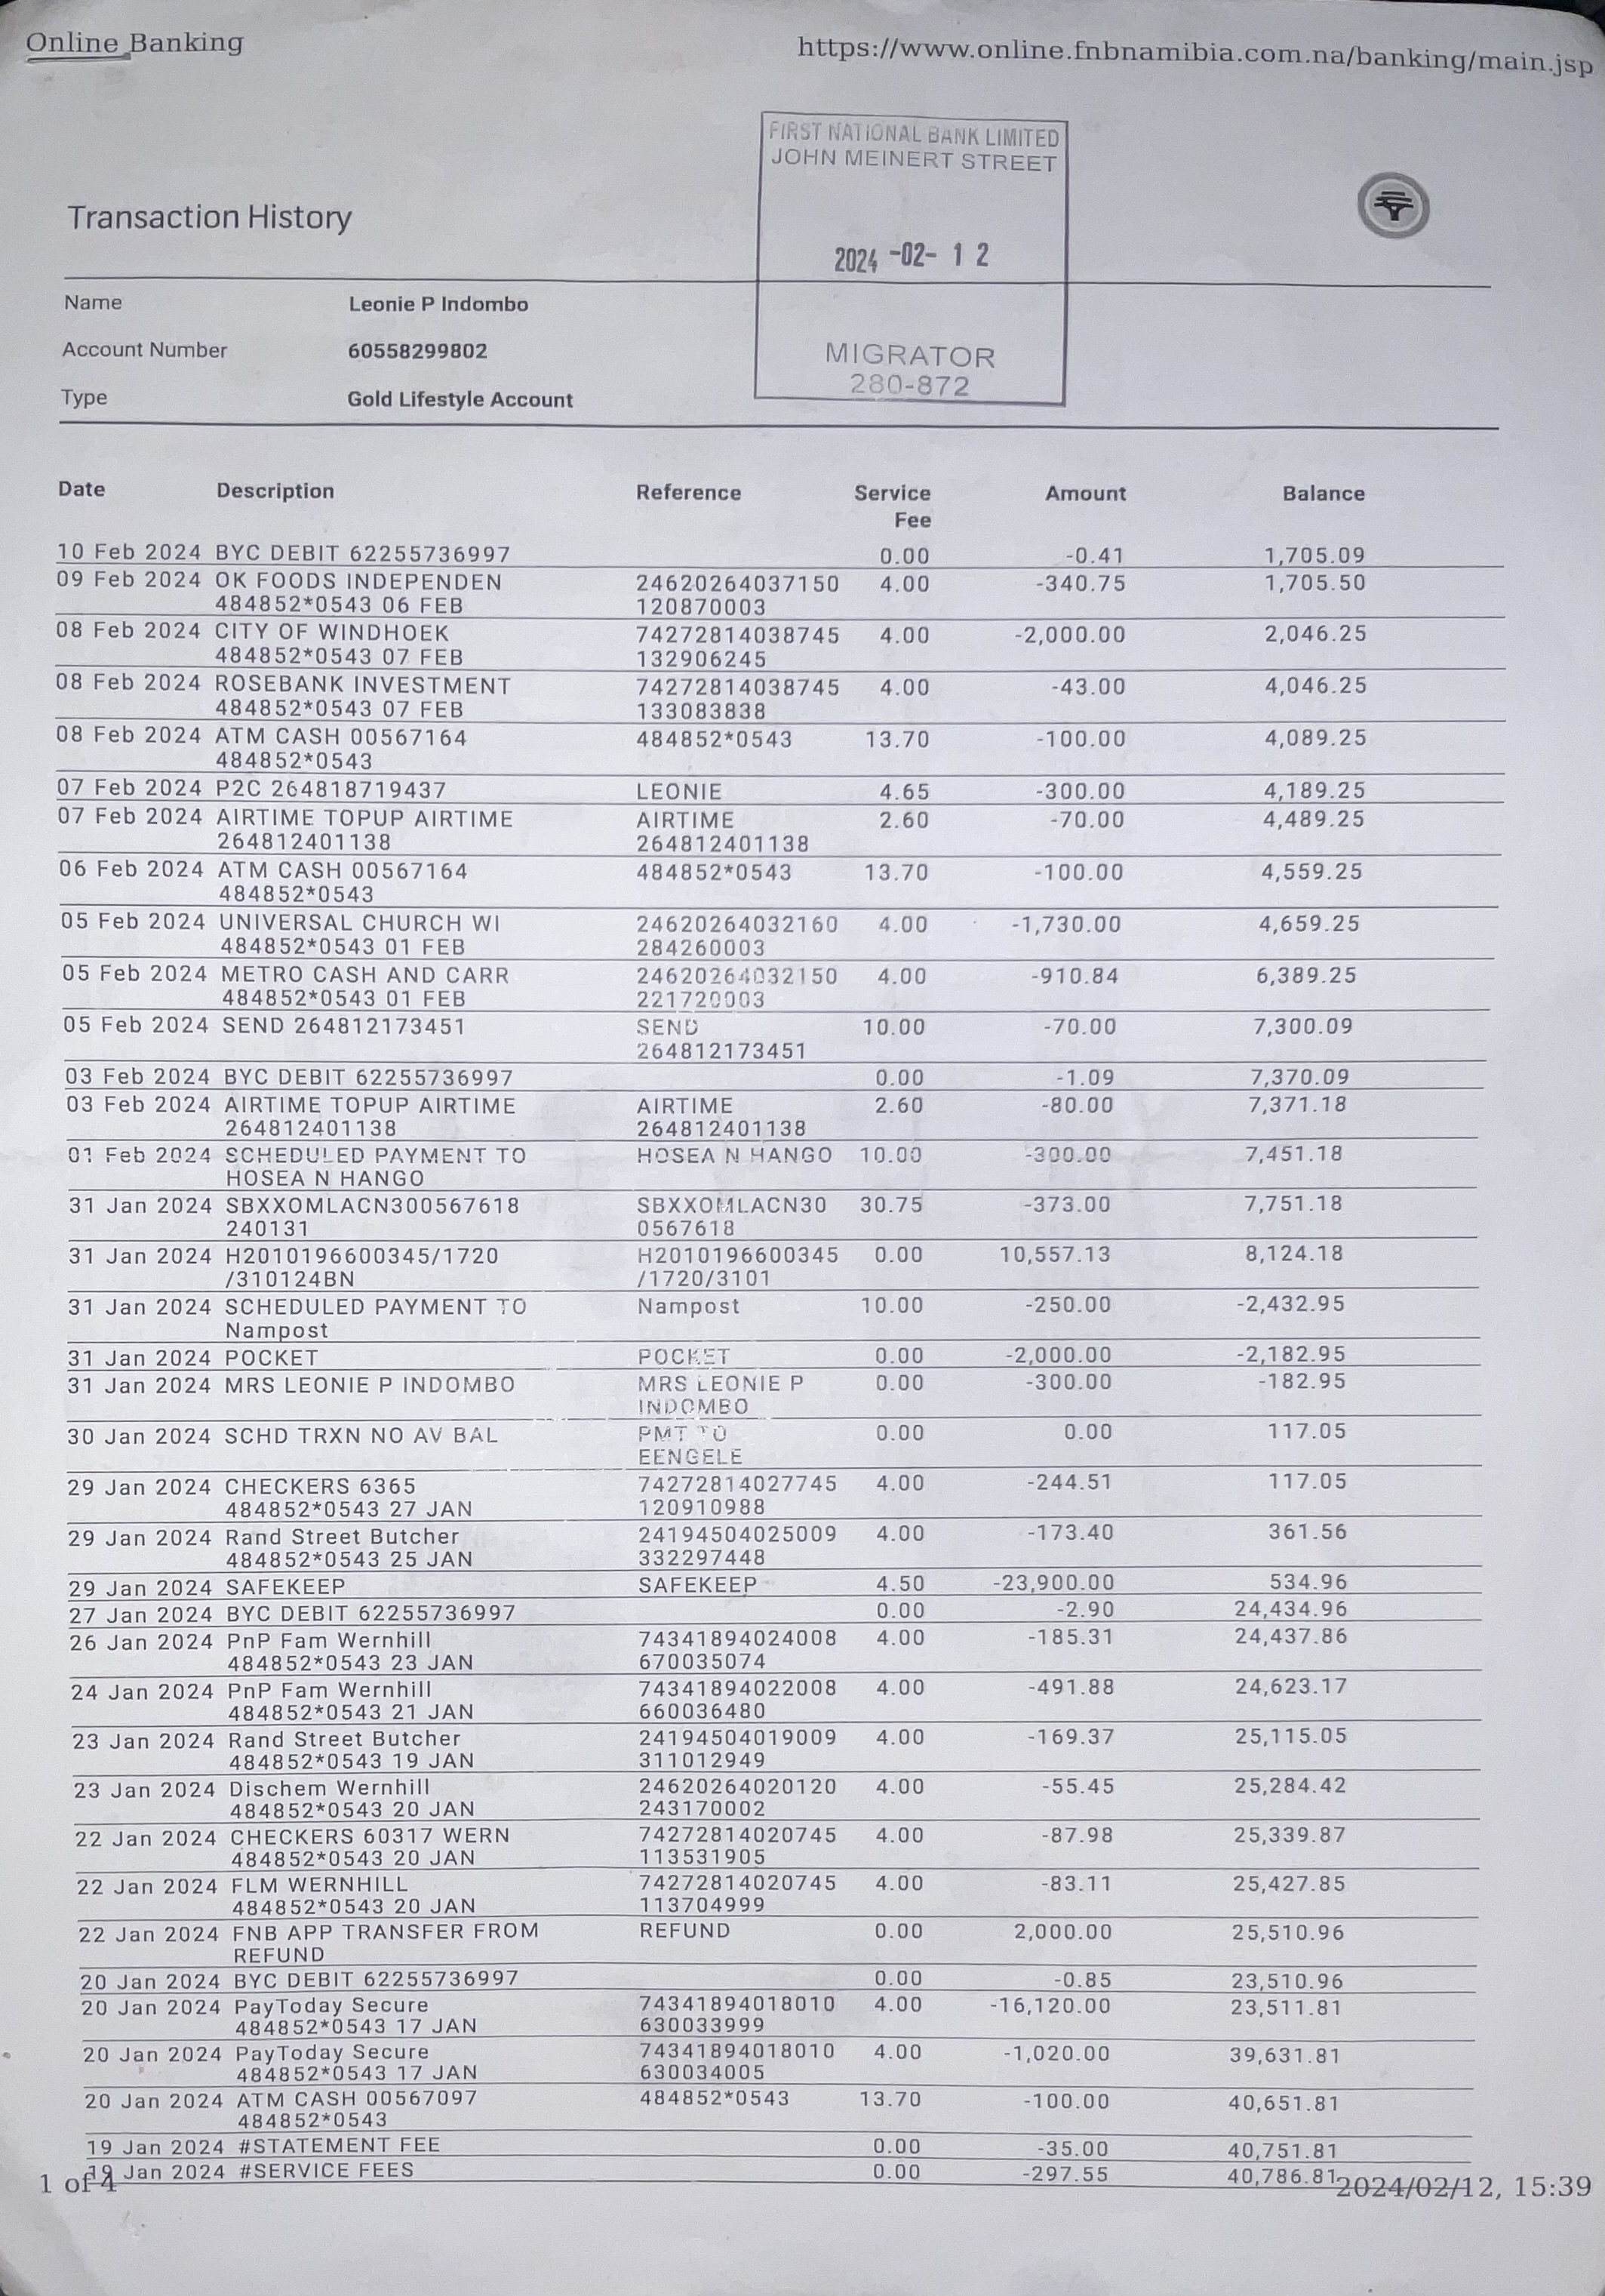 Online Banking https://www.online.fnbnamibia.com.na/banking/main.jsp
FIRST NATIONAL BANK LIMITED
JOHN MEINERT STREET
2024 -02- 1 2
MIGRATOR
280-872
Transaction History
Name Leonie P Indombo
Account Number 60558299802
Type Gold Lifestyle Account
Date Description Reference Service Amount Balance
Fee
10 Feb 2024 BYC DEBIT 62255736997 0.00 -0.41 1,705.09
09 Feb 2024 OK FOODS INDEPENDEN 24620264037150 4.00 -340.75 1,705.50
484852*0543 06 FEB 120870003
08 Feb 2024 CITY OF WINDHOEK 74272814038745 4.00 -2,000.00 2,046.25
484852*0543 07 FEB 132906245
08 Feb 2024 ROSEBANK INVESTMENT 74272814038745 4.00 -43.00 4,046.25
484852*0543 07 FEB 133083838
08 Feb 2024 ATM CASH 00567164 484852*0543 13.70 -100.00 4,089.25
484852*0543
07 Feb 2024 P2C 264818719437 LEONIE 4.65 -300.00 4,189.25
07 Feb 2024 AIRTIME TOPUP AIRTIME AIRTIME 2.60 -70.00 4,489.25
264812401138 264812401138
06 Feb 2024 ATM CASH 00567164 484852*0543 13.70 -100.00 4,559.25
484852*0543
05 Feb 2024 UNIVERSAL CHURCH WI 24620264032160 4.00 -1,730.00 4,659.25
484852*0543 01 FEB 284260003
05 Feb 2024 METRO CASH AND CARR 24620264032150 4.00 -910.84 6,389.25
484852*0543 01 FEB 221720003
05 Feb 2024 SEND 264812173451 SEND 10.00 -70.00 7,300.09
264812173451
03 Feb 2024 BYC DEBIT 62255736997 0.00 -1.09 7,370.09
03 Feb 2024 AIRTIME TOPUP AIRTIME AIRTIME 2.60 -80.00 7,371.18
264812401138 264812401138
01 Feb 2024 SCHEDULED PAYMENT TO HOSEA N HANGO 10.00 -300.00 7,451.18
HOSEA N HANGO
31 Jan 2024 SBXXOMLACN300567618 SBXXOMLACN30 30.75 -373.00 7,751.18
240131 0567618
31 Jan 2024 H2010196600345/1720 H2010196600345 0.00 10,557.13 8,124.18
/310124BN /1720/3101
31 Jan 2024 SCHEDULED PAYMENT TO Nampost 10.00 -250.00 -2,432.95
Nampost
31 Jan 2024 POCKET POCKET 0.00 -2,000.00 -2,182.95
31 Jan 2024 MRS LEONIE P INDOMBO MRS LEONIE P 0.00 -300.00 -182.95
INDOMBO
30 Jan 2024 SCHD TRXN NO AV BAL PMT TO 0.00 0.00 117.05
EENGELE
29 Jan 2024 CHECKERS 6365 74272814027745 4.00 -244.51 117.05
484852*0543 27 JAN 120910988
29 Jan 2024 Rand Street Butcher 24194504025009 4.00 -173.40 361.56
484852*0543 25 JAN 332297448
29 Jan 2024 SAFEKEEP SAFEKEEP 4.50 -23,900.00 534.96
27 Jan 2024 BYC DEBIT 62255736997 0.00 -2.90 24,434.96
26 Jan 2024 PnP Fam Wernhill 74341894024008 4.00 -185.31 24,437.86
484852*0543 23 JAN 670035074
24 Jan 2024 PnP Fam Wernhill 74341894022008 4.00 -491.88 24,623.17
484852*0543 21 JAN 660036480
23 Jan 2024 Rand Street Butcher 24194504019009 4.00 -169.37 25,115.05
484852*0543 19 JAN 311012949
23 Jan 2024 Dischem Wernhill 24620264020120 4.00 -55.45 25,284.42
484852*0543 20 JAN 243170002
22 Jan 2024 CHECKERS 60317 WERN 74272814020745 4.00 -87.98 25,339.87
484852*0543 20 JAN 113531905
22 Jan 2024 FLM WERNHILL 74272814020745 4.00 -83.11 25,427.85
484852*0543 20 JAN 113704999
22 Jan 2024 FNB APP TRANSFER FROM REFUND 0.00 2,000.00 25,510.96
REFUND
20 Jan 2024 BYC DEBIT 62255736997 0.00 -0.85 23,510.96
20 Jan 2024 PayToday Secure 74341894018010 4.00 -16,120.00 23,511.81
484852*0543 17 JAN 630033999
20 Jan 2024 PayToday Secure 74341894018010 4.00 -1,020.00 39,631.81
484852*0543 17 JAN 630034005
20 Jan 2024 ATM CASH 00567097 484852*0543 13.70 -100.00 40,651.81
484852*0543
19 Jan 2024 #STATEMENT FEE 0.00 -35.00 40,751.81
19 Jan 2024 #SERVICE FEES 0.00 -297.55 40,786.81
1 of 4 2024/02/12, 15:39